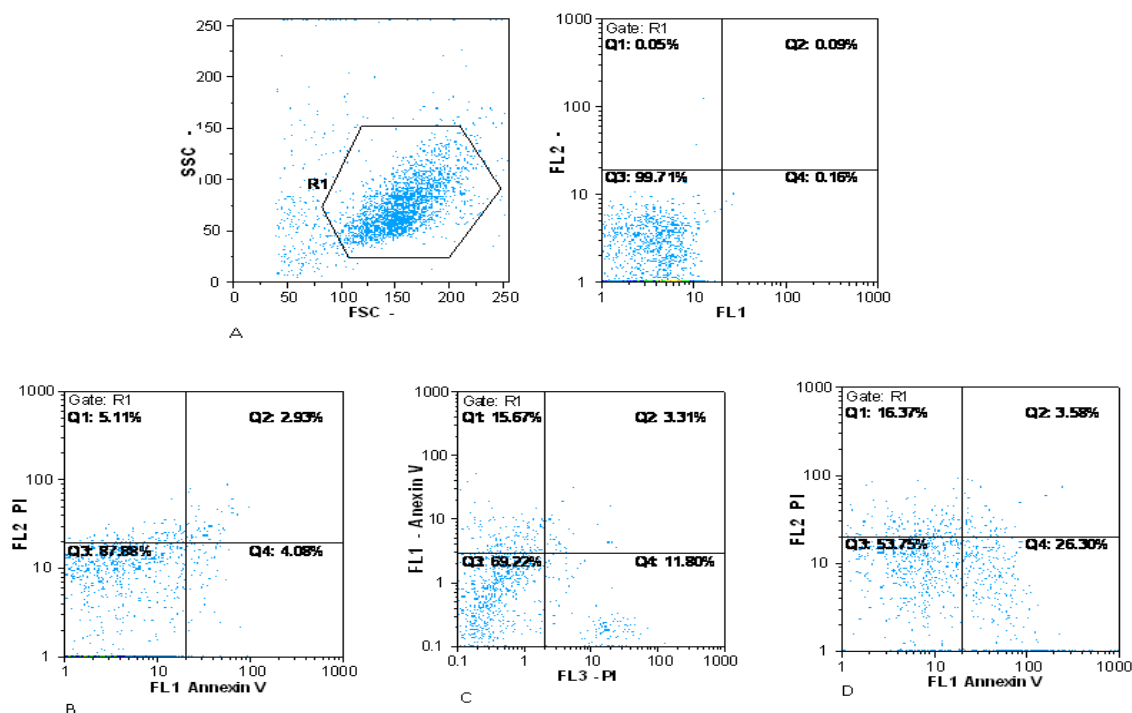 250
200
150
100
50
0
SSC -
R1
0
50
100
150
200
250
FSC -
A
Gate: R1
Q1: 0.05%
Q2: 0.09%
Q3: 99.71%
Q4: 0.16%
1000
100
10
1
FL2 -
1
10
100
1000
FL1
Gate: R1
Q1: 5.11%
Q2: 2.93%
Q3: 87.88%
Q4: 4.08%
1000
100
10
1
FL2 PI
1
10
100
1000
FL1 Annexin V
B
Gate: R1
Q1: 15.67%
Q2: 3.31%
Q3: 69.22%
Q4: 11.80%
1000
100
10
1
0.1
FL1 - Anexin V
0.1
1
10
100
1000
FL3 -PI
C
Gate: R1
Q1: 16.37%
Q2: 3.58%
Q3: 53.75%
Q4: 26.30%
1000
100
10
1
FL2 PI
1
10
100
1000
FL1 Annexin V
D